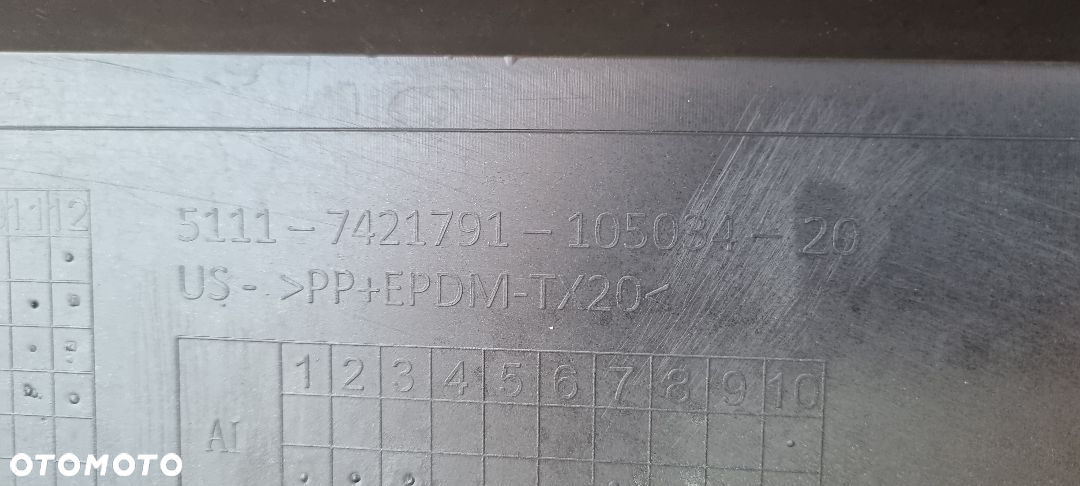 5111-7421791-105034-20
US- >PP+EPDM-TX20<
11 12
1 2 3 4 5 6 7 8 9 10
AI
OTOMOTO